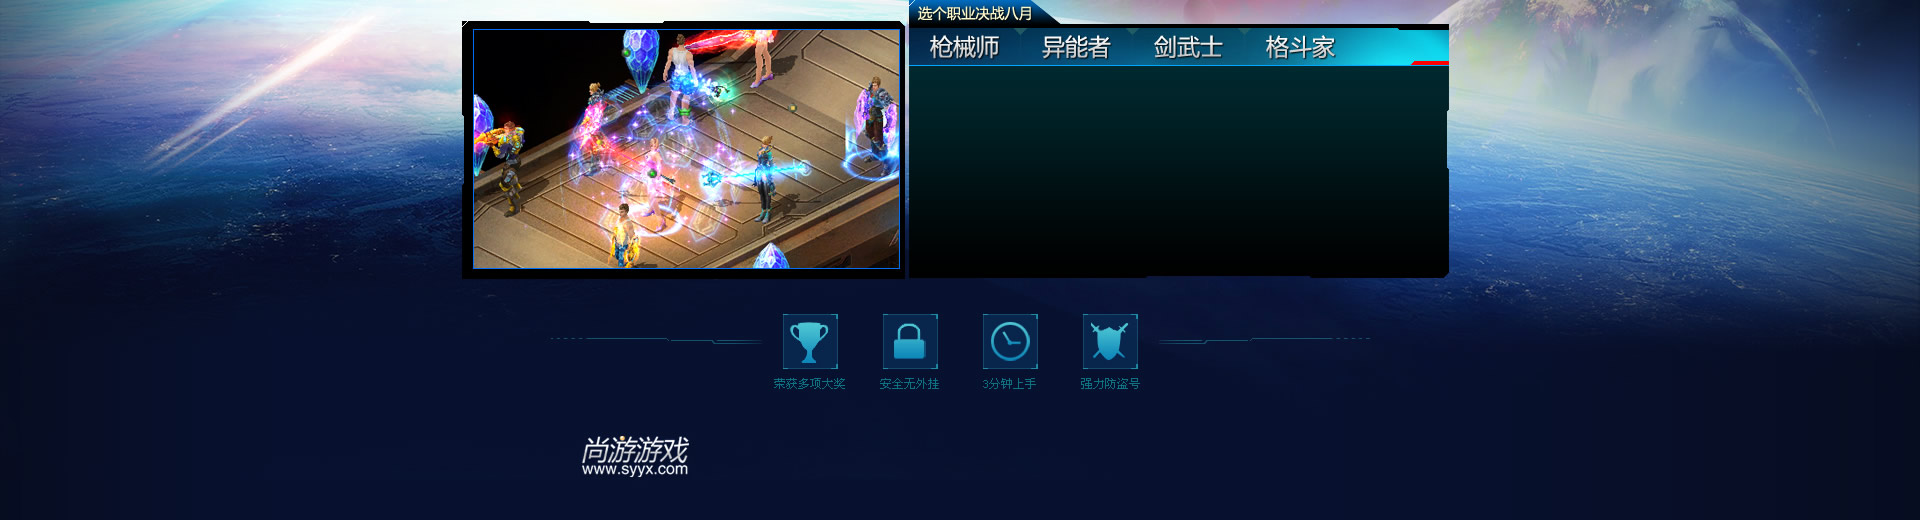 选个职业决战八月
枪械师 异能者 剑武士 格斗家
荣获多项大奖 安全无外挂 3分钟上手 强力防盗号
尚游游戏
www.syyx.com